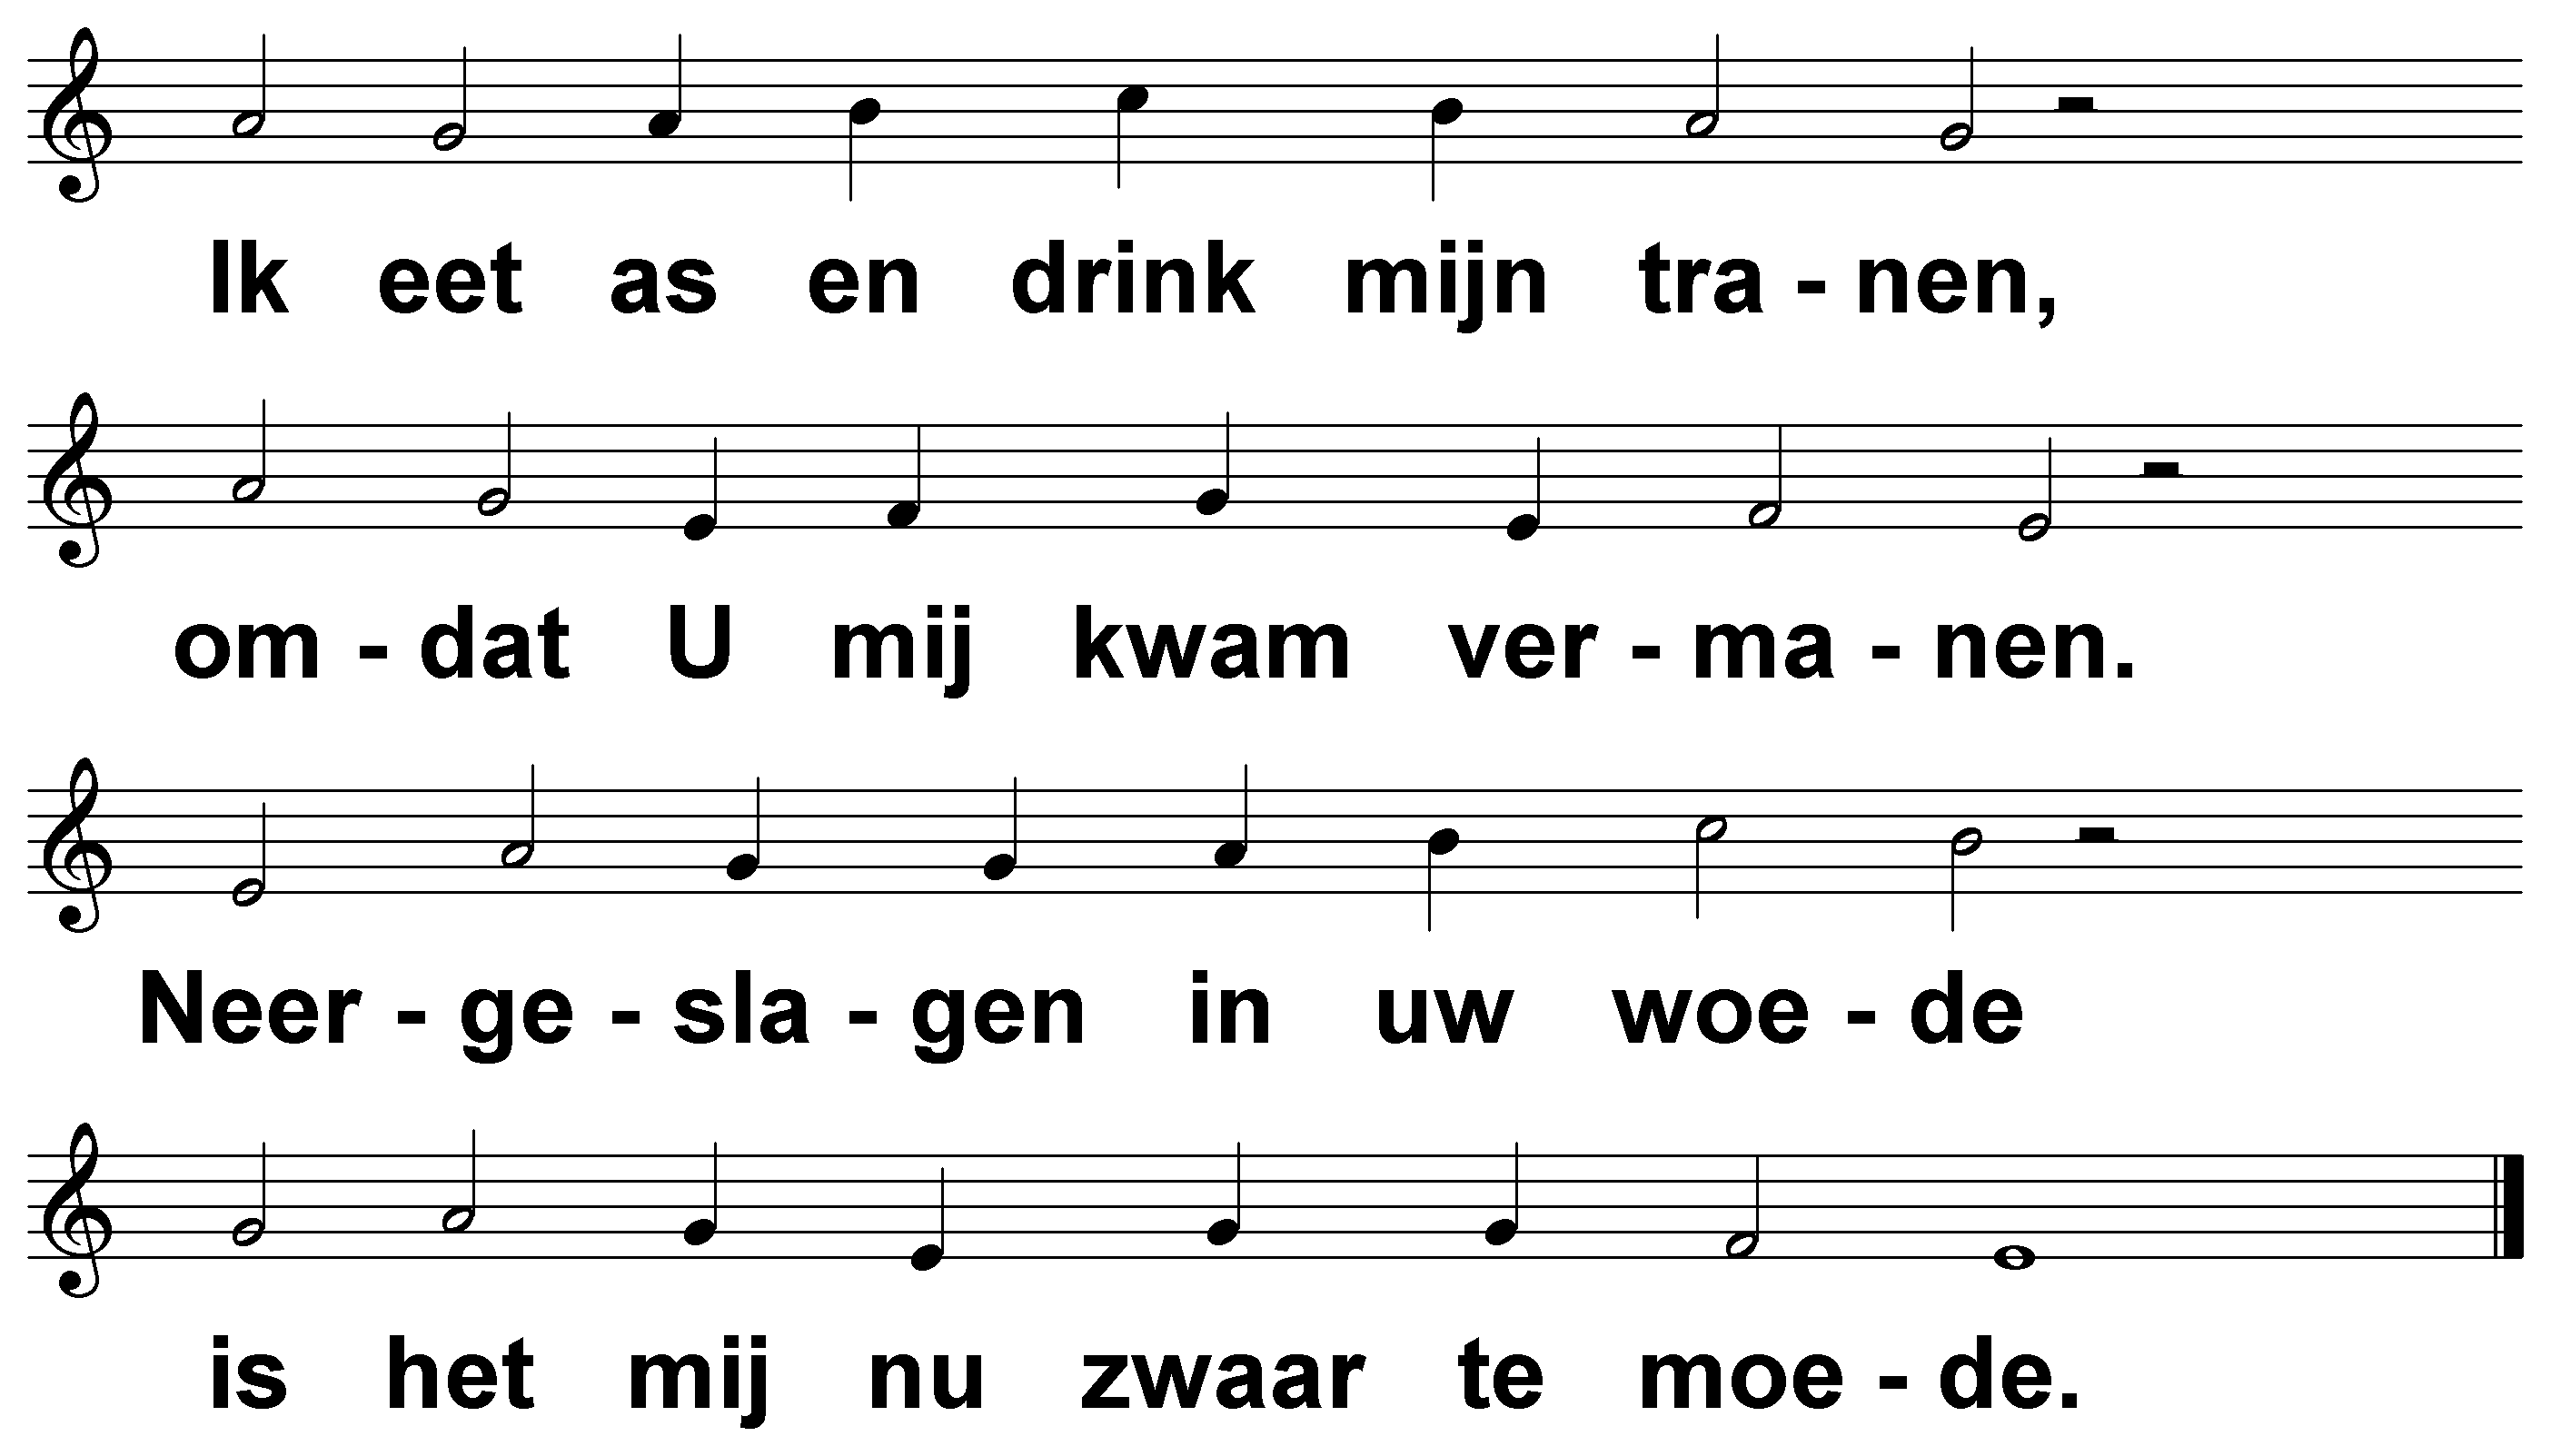 Ik eet as en drink mijn tra - nen,
om - dat U mij kwam ver - ma - nen.
Neer - ge - sla - gen in uw woe - de
is het mij nu zwaar te moe - de.